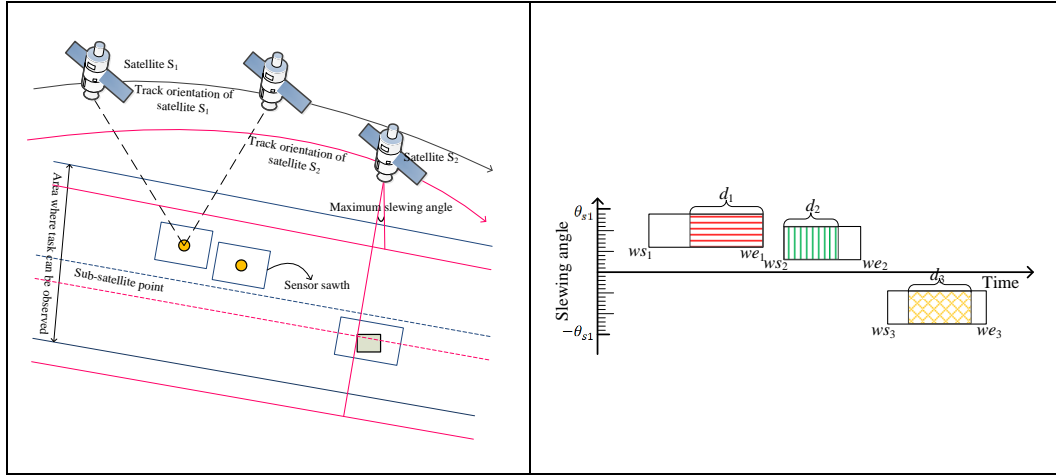 Satellite S1
Track orientation of
satellite S1
Track orientation of
satellite S2
Satellite S2
Maximum slewing angle
Area where task can be observed
Sub-satellite point
Sensor sawth
Slewing angle
θs1
-θs1
d1
d2
d3
ws1
we1
ws2
we2
Time
ws3
we3